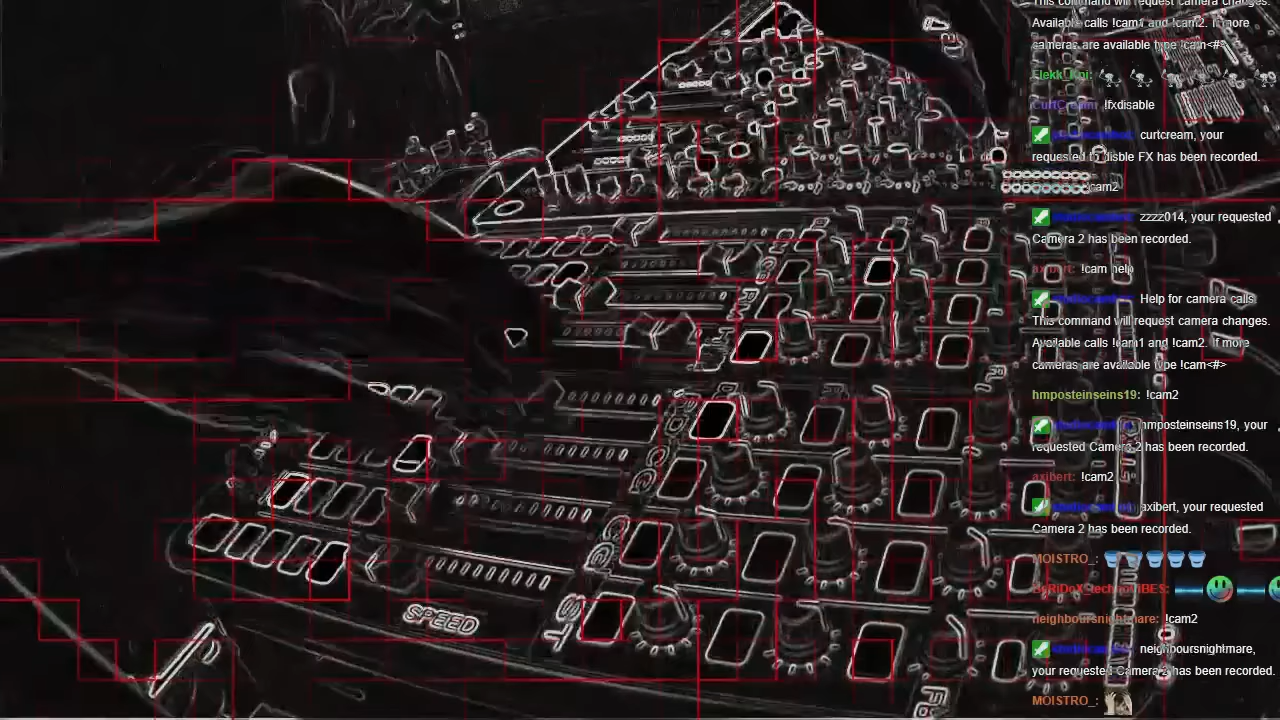 This command will request camera changes.
Available calls !cam1 and !cam2. If more
cameras are available type !cam<#>
!fxdisable
curtcream, your
requested to disble FX has been recorded.
!cam2
zzzz014, your requested
Camera 2 has been recorded.
axibert: !cam help
Help for camera calls
This command will request camera changes.
Available calls !cam1 and !cam2. If more
cameras are available type !cam<#>
hmposteinseins19: !cam2
hmposteinseins19, your
requested Camera 2 has been recorded.
axibert: !cam2
axibert, your requested
Camera 2 has been recorded.
MOISTRO_:
neighboursnightmare: !cam2
neighboursnightmare,
your requested Camera 2 has been recorded.
MOISTRO_:
SPEED